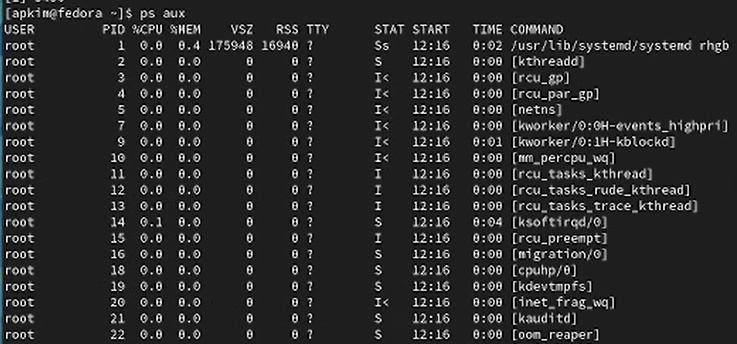 [apkim@fedora ~]$ ps aux
USER PID %CPU %MEM VSZ RSS TTY STAT START TIME COMMAND
root 1 0.0 0.4 175948 16940 ? Ss 12:16 0:02 /usr/lib/systemd/systemd rhgb
root 2 0.0 0.0 0 0 ? S 12:16 0:00 [kthreadd]
root 3 0.0 0.0 0 0 ? I< 12:16 0:00 [rcu_gp]
root 4 0.0 0.0 0 0 ? I< 12:16 0:00 [rcu_par_gp]
root 5 0.0 0.0 0 0 ? I< 12:16 0:00 [netns]
root 7 0.0 0.0 0 0 ? I< 12:16 0:00 [kworker/0:0H-events_highpri]
root 9 0.0 0.0 0 0 ? I< 12:16 0:01 [kworker/0:1H-kblockd]
root 10 0.0 0.0 0 0 ? I< 12:16 0:00 [mm_percpu_wq]
root 11 0.0 0.0 0 0 ? I 12:16 0:00 [rcu_tasks_kthread]
root 12 0.0 0.0 0 0 ? I 12:16 0:00 [rcu_tasks_rude_kthread]
root 13 0.0 0.0 0 0 ? I 12:16 0:00 [rcu_tasks_trace_kthread]
root 14 0.1 0.0 0 0 ? S 12:16 0:04 [ksoftirqd/0]
root 15 0.0 0.0 0 0 ? I 12:16 0:00 [rcu_preempt]
root 16 0.0 0.0 0 0 ? S 12:16 0:00 [migration/0]
root 18 0.0 0.0 0 0 ? S 12:16 0:00 [cpuhp/0]
root 19 0.0 0.0 0 0 ? S 12:16 0:00 [kdevtmpfs]
root 20 0.0 0.0 0 0 ? I< 12:16 0:00 [inet_frag_wq]
root 21 0.0 0.0 0 0 ? S 12:16 0:00 [kauditd]
root 22 0.0 0.0 0 0 ? S 12:16 0:00 [oom_reaper]